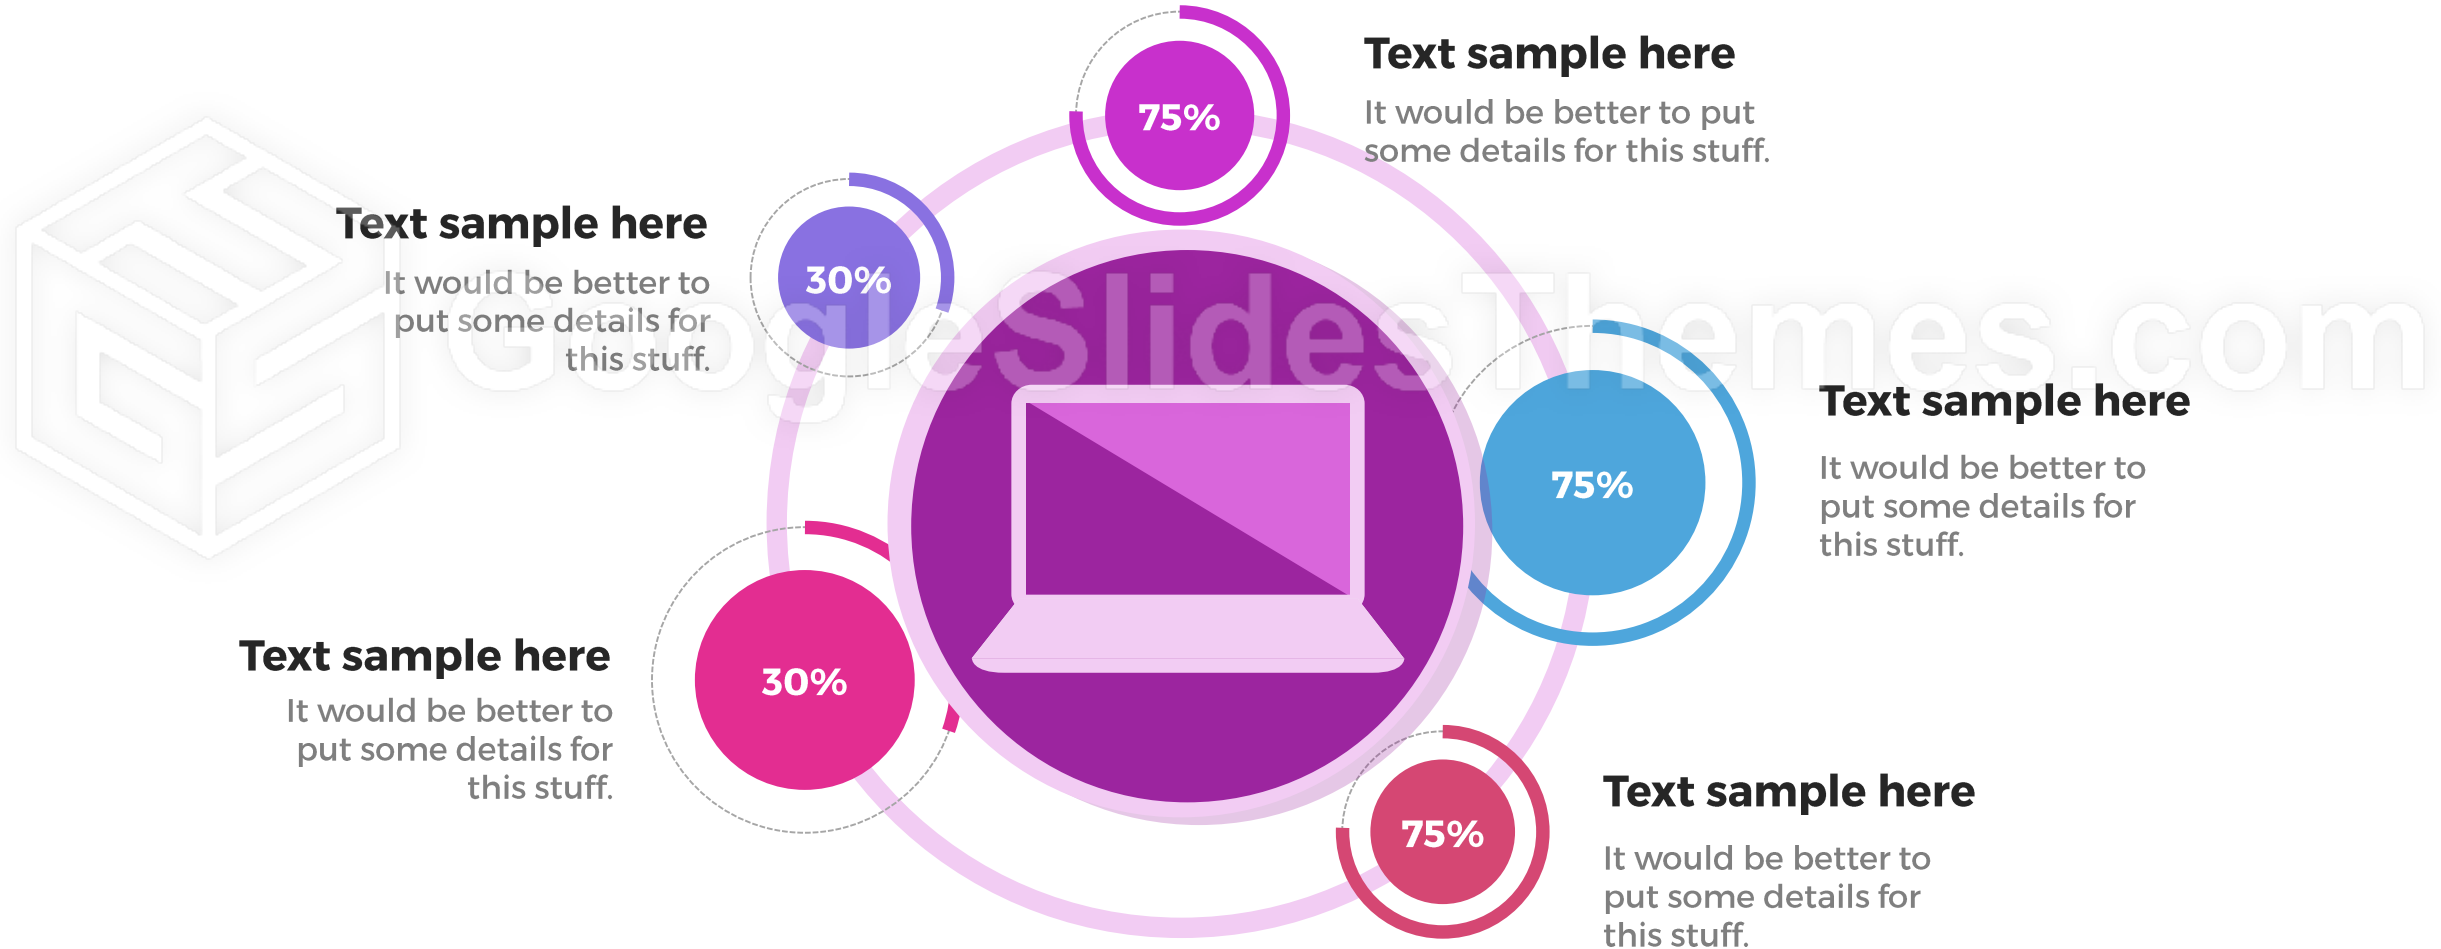 75%
Text sample here
It would be better to put
some details for this stuff.
30%
Text sample here
It would be better to
put some details for
this stuff.
GoogleSlidesThemes.com
75%
Text sample here
It would be better to
put some details for
this stuff.
30%
Text sample here
It would be better to
put some details for
this stuff.
75%
Text sample here
It would be better to
put some details for
this stuff.